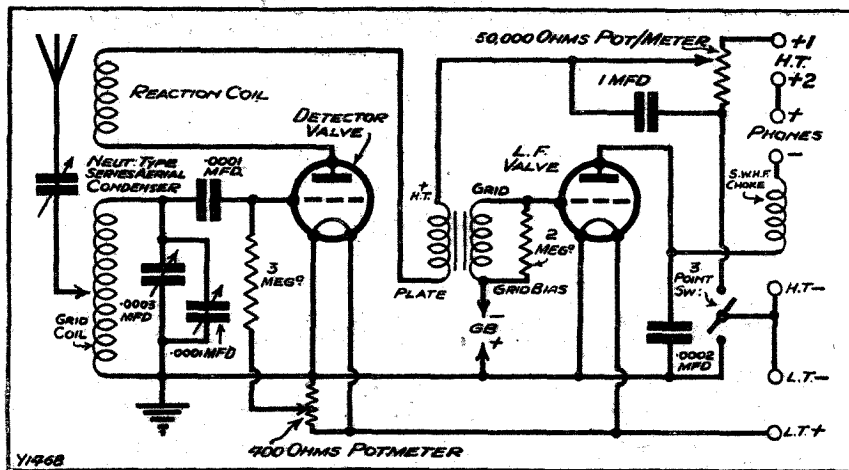 50,000 OHMS POT/METER
+1
H.T.
+2
+
PHONES
-
1 MFD
REACTION COIL
DETECTOR
VALVE
L.F.
VALVE
NEUT: TYPE
SERIES AERIAL
CONDENSER
.0001
MFD.
+
H.T.
GRID
S.W.H.F.
CHOKE
3
MEGΩ
2
MEGΩ
PLATE
GRID BIAS
3
POINT
SW:
H.T-
.0003
MFD
GRID
COIL
.0001 MFD
-
GB
+
.0002
MFD
L.T.-
L.T.+
400 OHMS POTMETER
Y1468